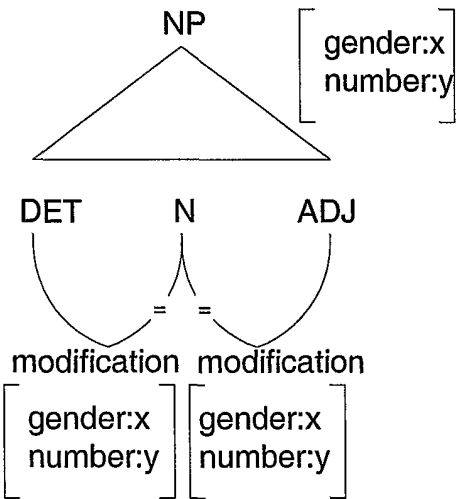 NP
gender:x
number:y
DET N ADJ
= =
modification modification
gender:x gender:x
number:y number:y